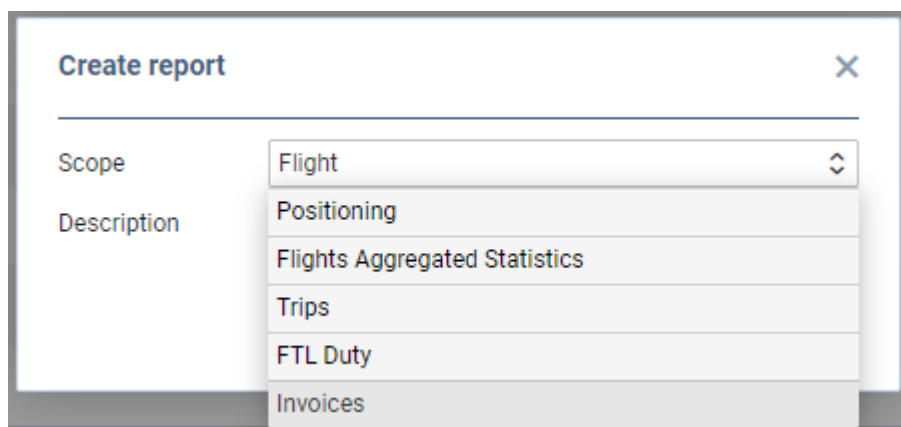 Create report
Scope
Flight
Description
Positioning
Flights Aggregated Statistics
Trips
FTL Duty
Invoices